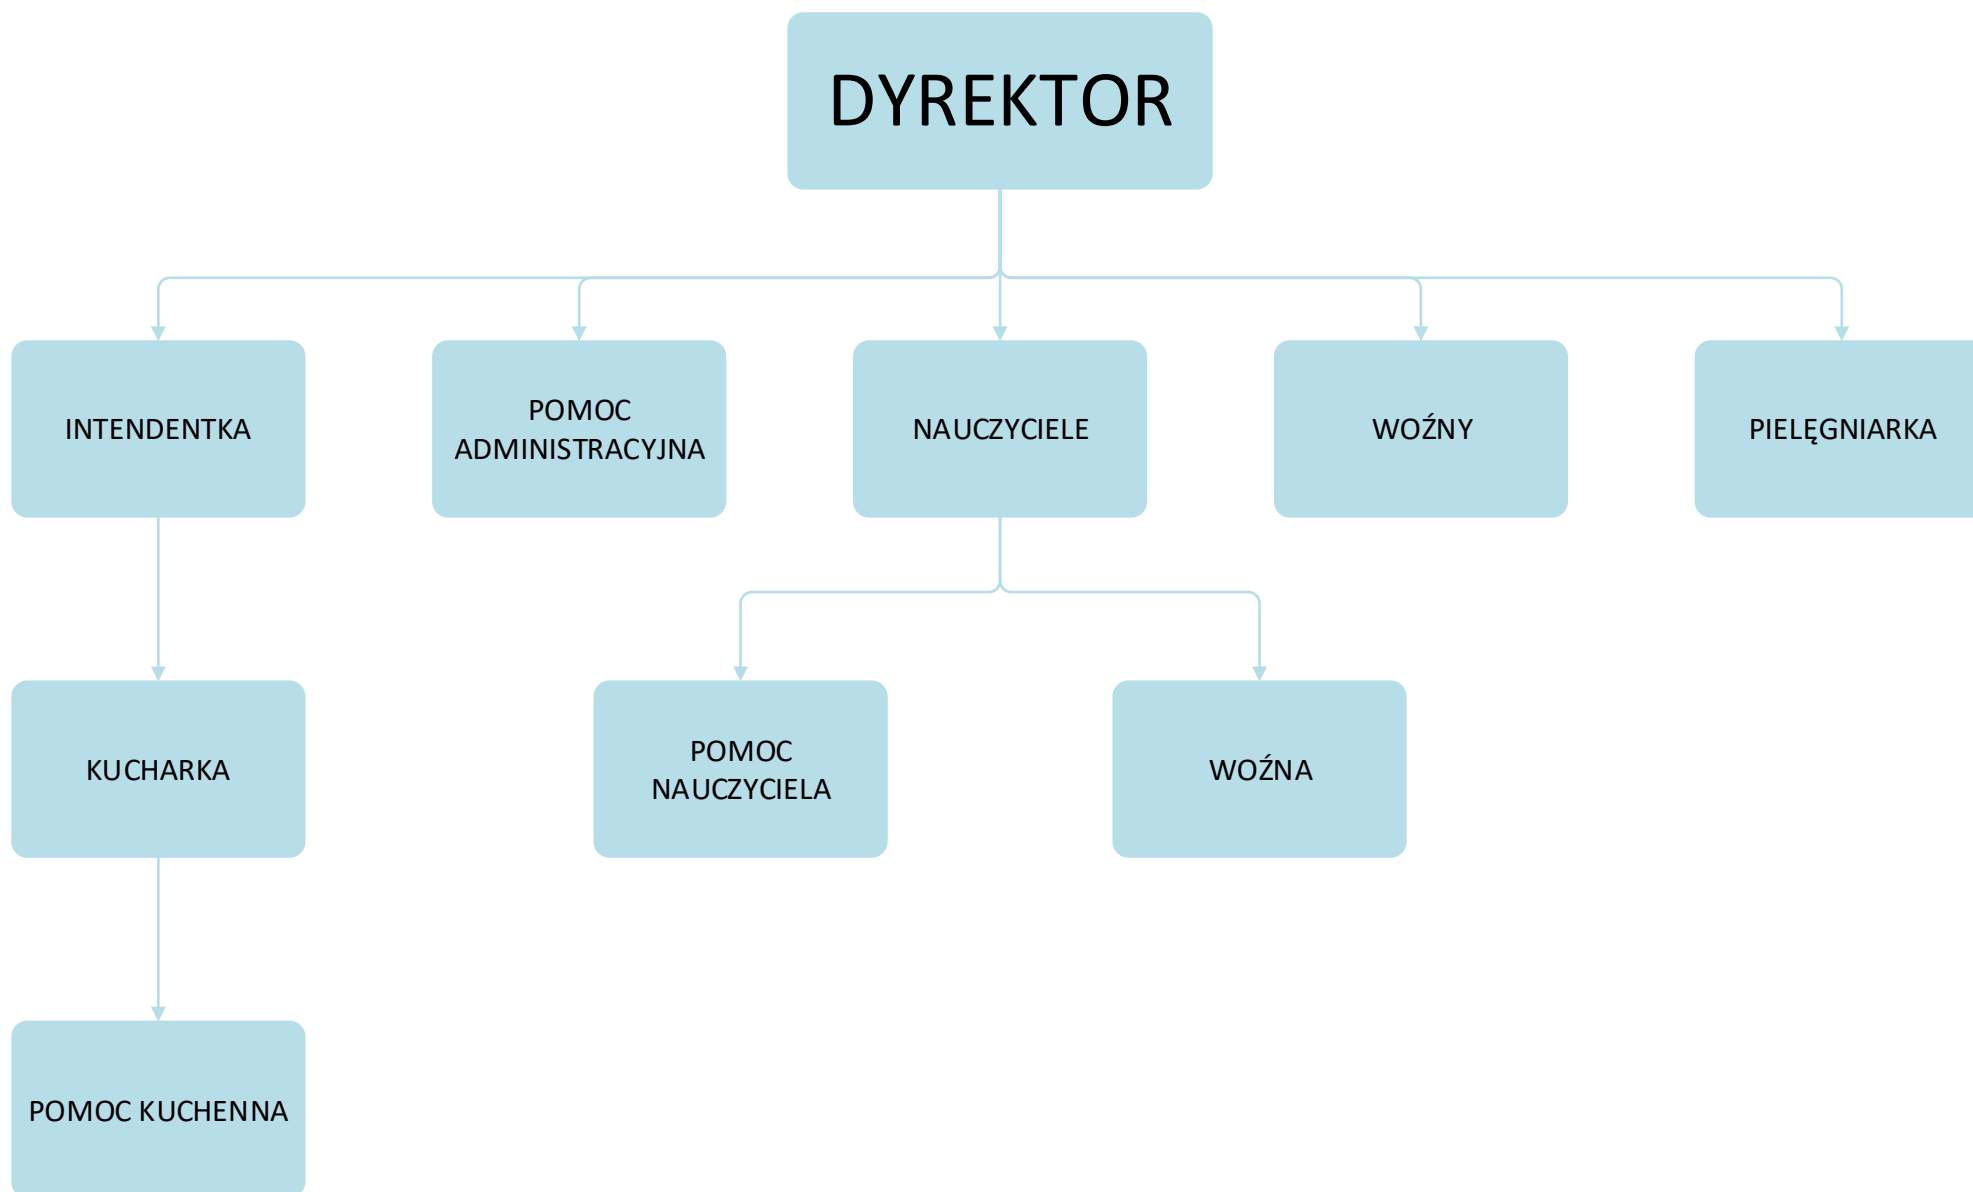 DYREKTOR
INTENDENTKA
POMOC
ADMINISTRACYJNA
NAUCZYCIELE
WOŹNY
PIELĘGNIARKA
KUCHARKA
POMOC
NAUCZYCIELA
WOŹNA
POMOC KUCHENNA